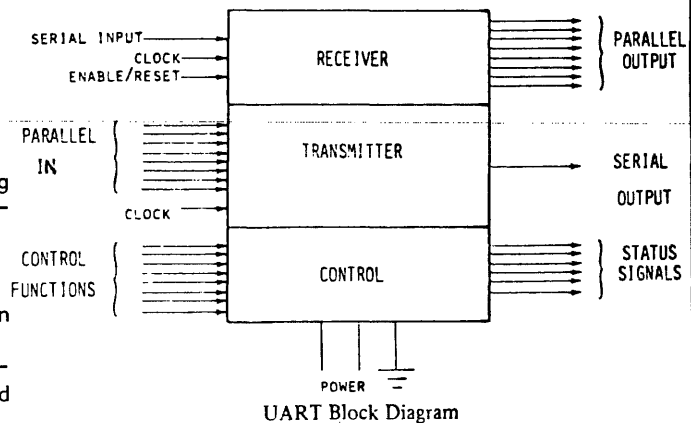 SERIAL INPUT
CLOCK
ENABLE/RESET
RECEIVER
PARALLEL
OUTPUT
PARALLEL
IN
TRANSMITTER
SERIAL
OUTPUT
g
CLOCK
CONTROL
FUNCTIONS
CONTROL
STATUS
SIGNALS
n
POWER
d
UART Block Diagram